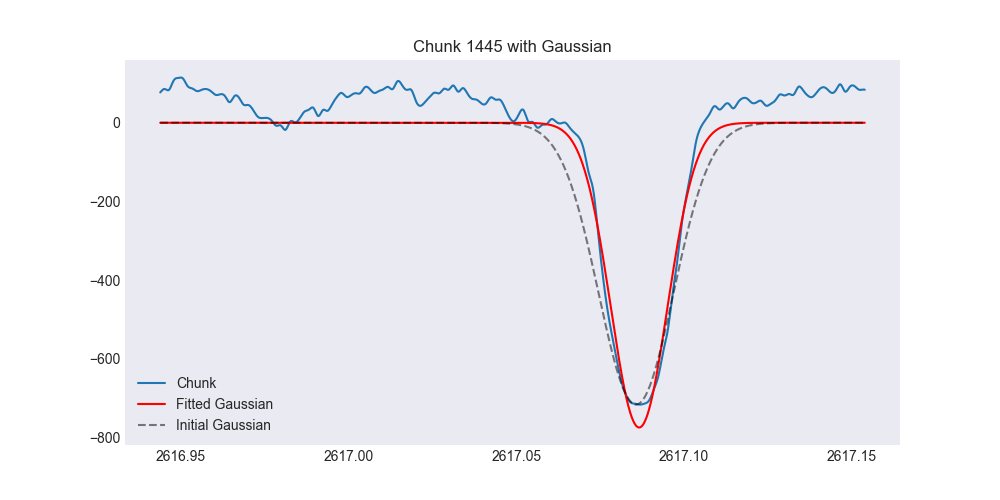 Chunk 1445 with Gaussian
0
−200
−400
−600
−800
Chunk
Fitted Gaussian
Initial Gaussian
2616.95 2617.00 2617.05 2617.10 2617.15